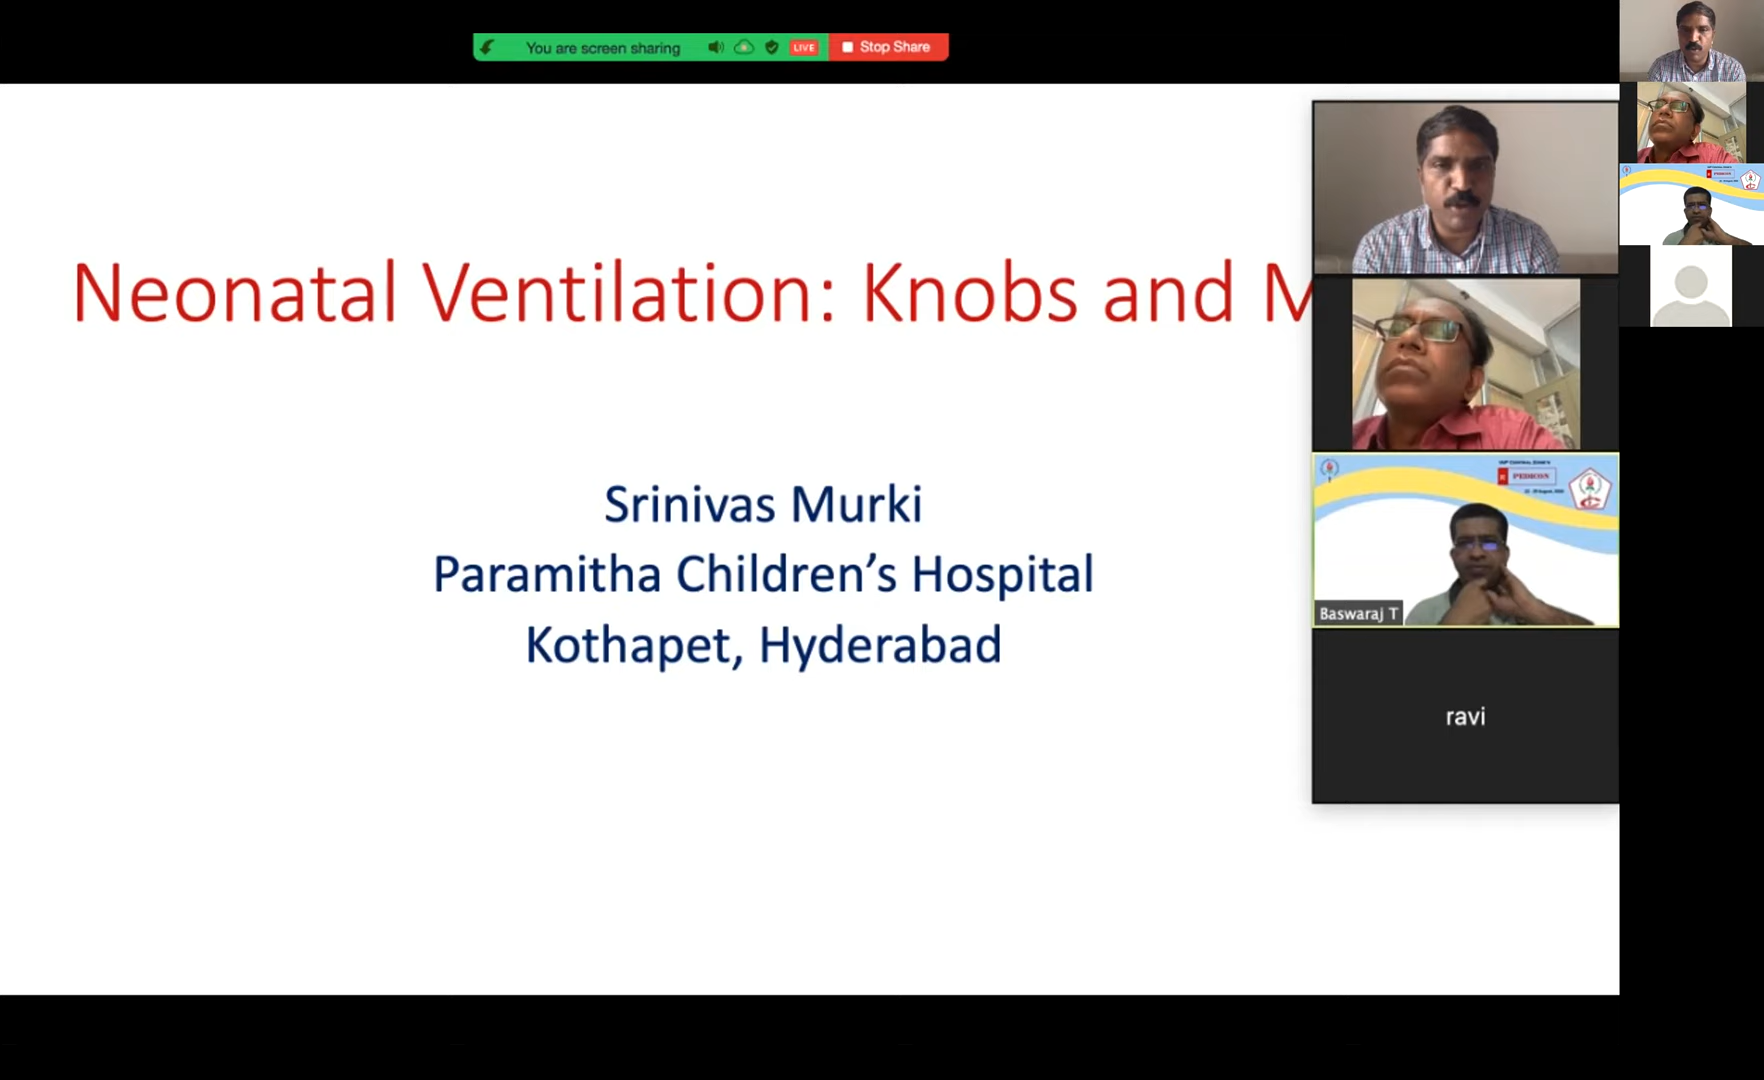 You are screen sharing
LIVE
Stop Share
Neonatal Ventilation: Knobs and M
Srinivas Murki
Paramitha Children’s Hospital
Kothapet, Hyderabad
PEDICON
Baswaraj T
ravi